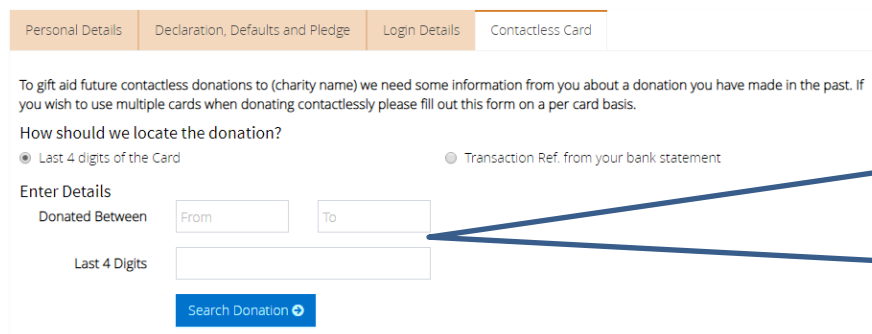 Personal Details Declaration, Defaults and Pledge Login Details Contactless Card
To gift aid future contactless donations to (charity name) we need some information from you about a donation you have made in the past. If
you wish to use multiple cards when donating contactlessly please fill out this form on a per card basis.
How should we locate the donation?
Last 4 digits of the Card Transaction Ref. from your bank statement
Enter Details
Donated Between From To
Last 4 Digits
Search Donation